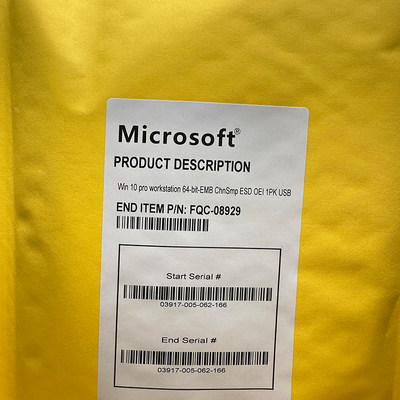 Microsoft®
PRODUCT DESCRIPTION
Win 10 pro workstation 64-bit-EMB ChnSmp ESD OEI 1PK USB
END ITEM P/N: FQC-08929
Start Serial #
03917-005-062-166
End Serial #
03917-005-062-166